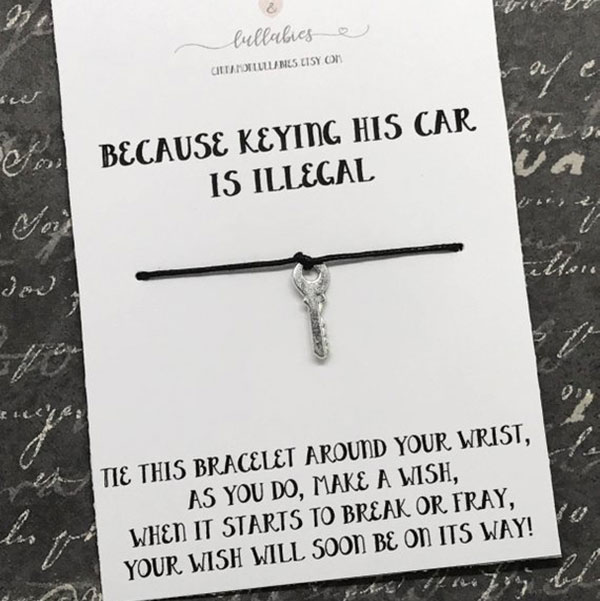 &
lullabies
CINNAMONLULLABIES.ETSY.COM
BECAUSE KEYING HIS CAR
IS ILLEGAL
TIE THIS BRACELET AROUND YOUR WRIST,
AS YOU DO, MAKE A WISH,
WHEN IT STARTS TO BREAK OR FRAY,
YOUR WISH WILL SOON BE ON ITS WAY!